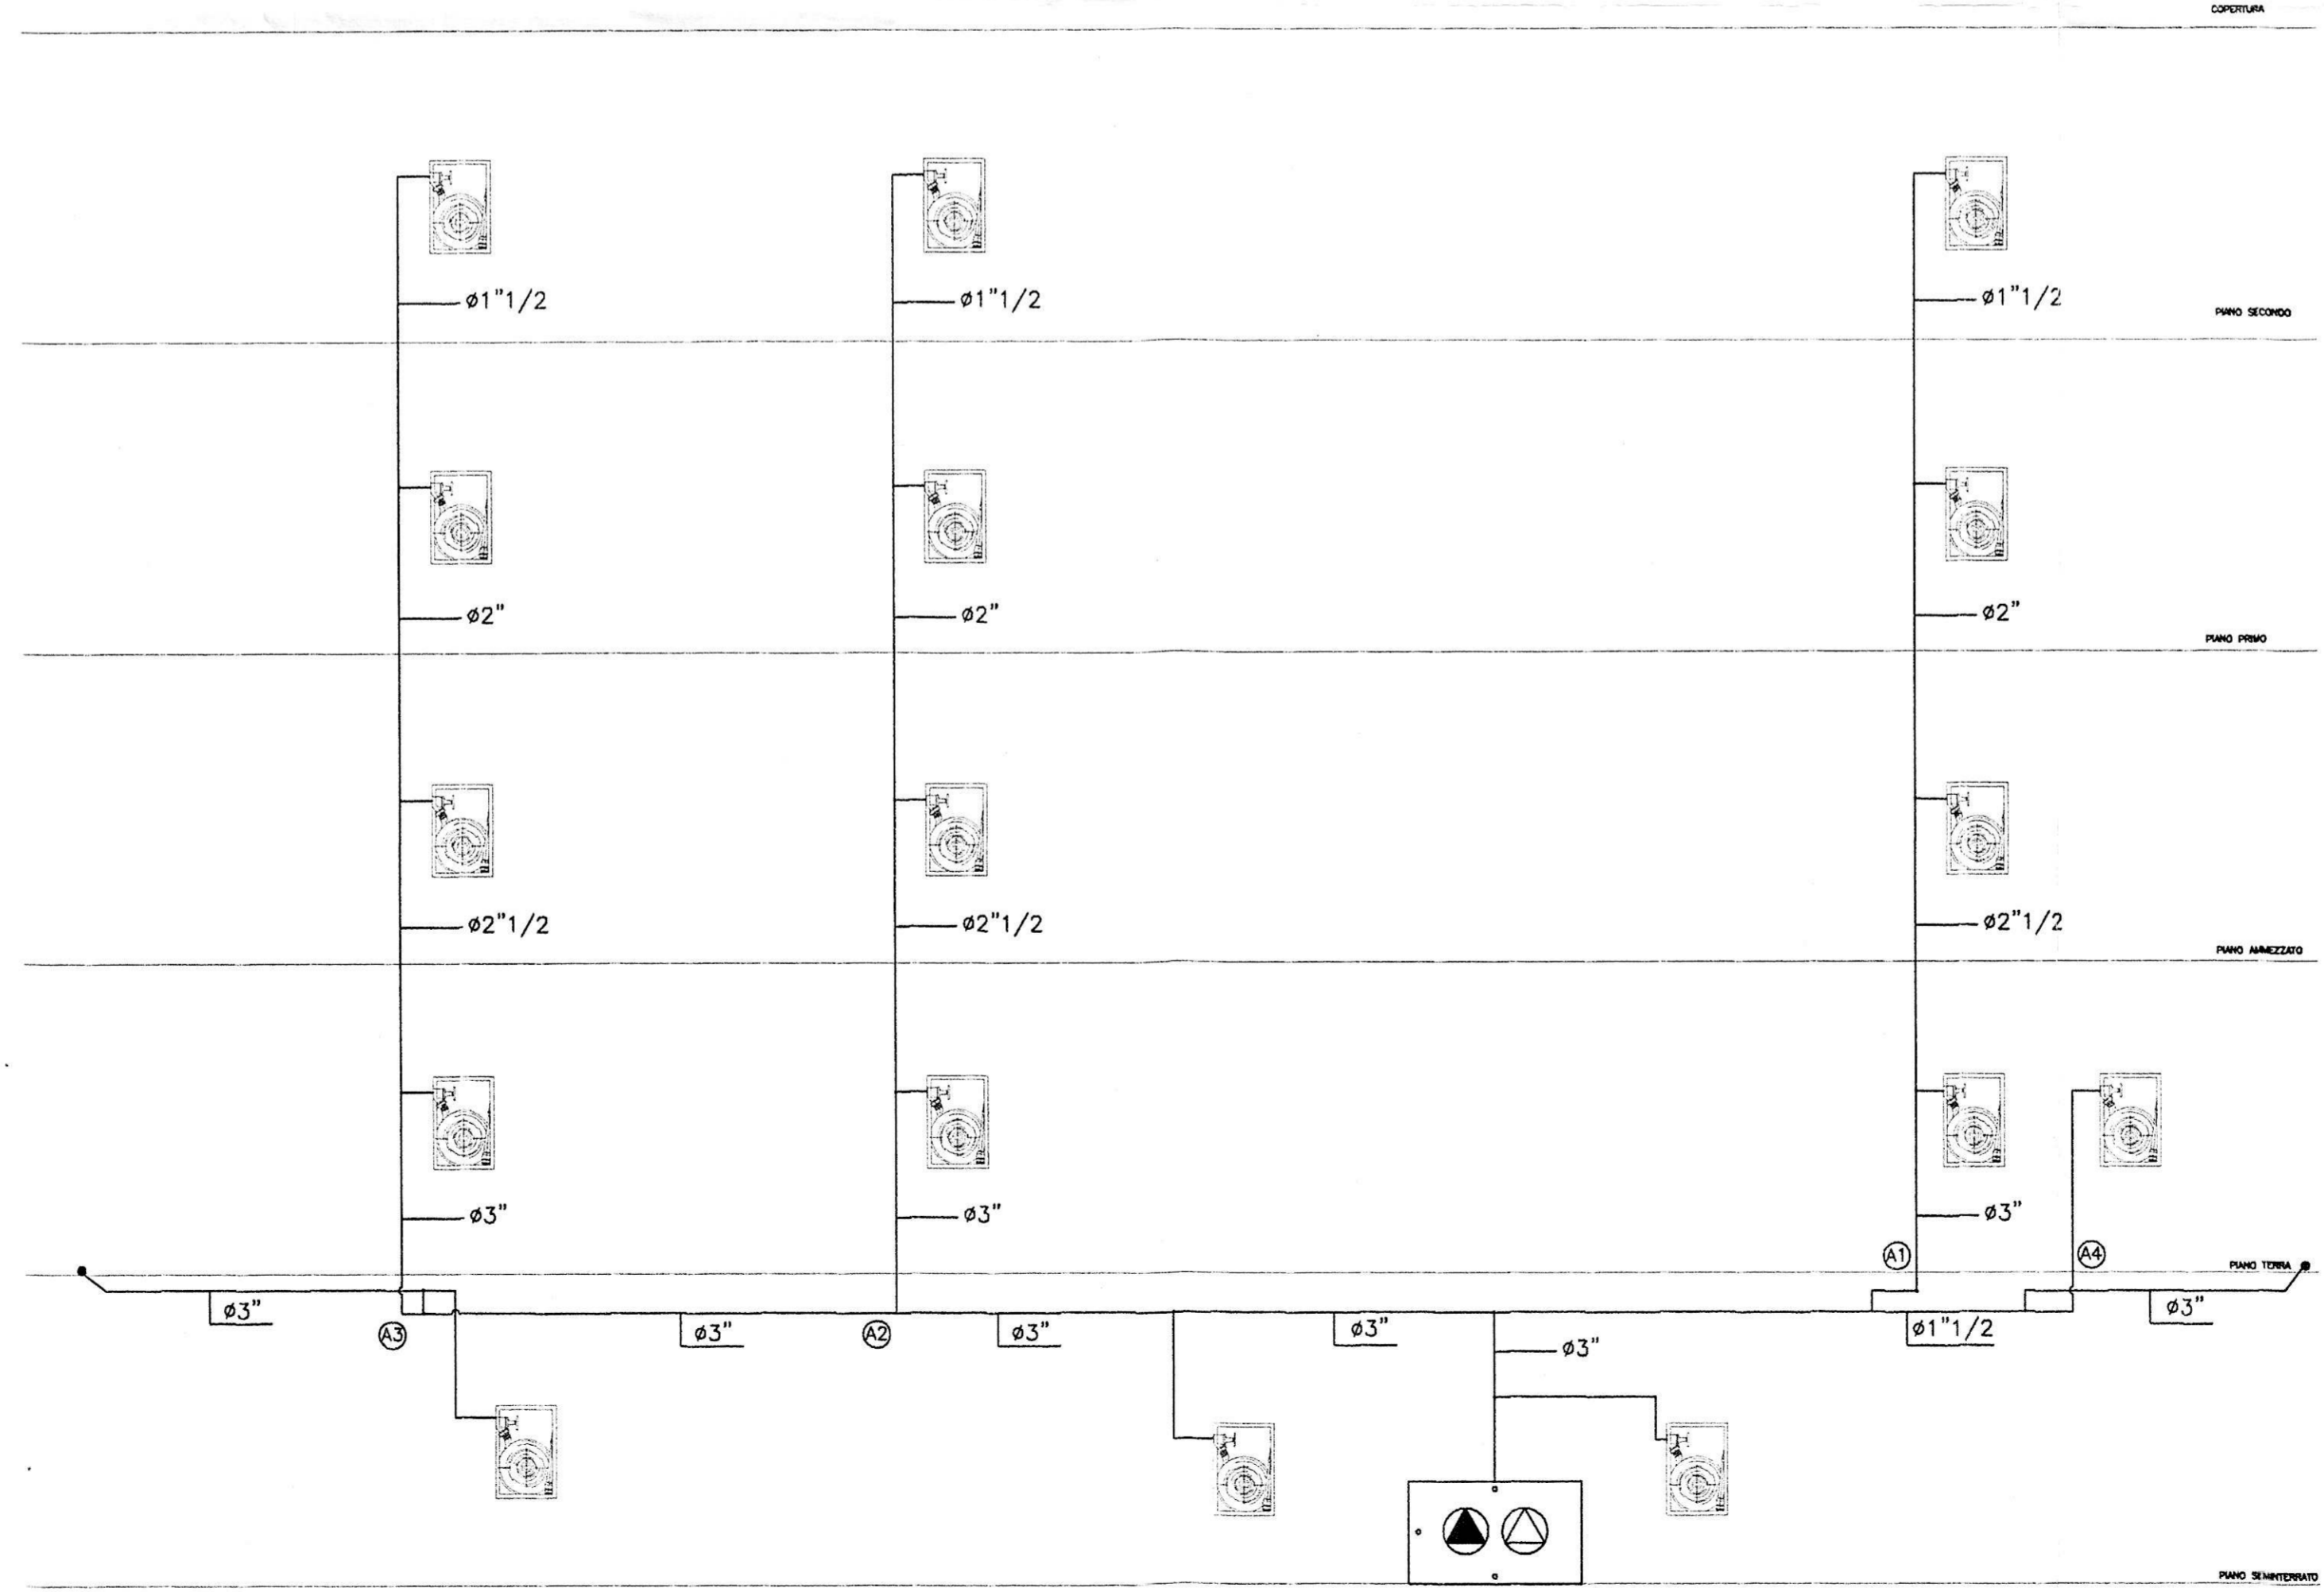 COPERTURA
ø1"1/2
ø1"1/2
ø1"1/2
PIANO SECONDO
ø2"
ø2"
ø2"
PIANO PRIMO
ø2"1/2
ø2"1/2
ø2"1/2
PIANO AMMEZZATO
ø3"
ø3"
ø3"
A1
A4
PIANO TERRA
ø3"
A3
ø3"
A2
ø3"
ø3"
ø3"
ø1"1/2
ø3"
PIANO SEMINTERRATO